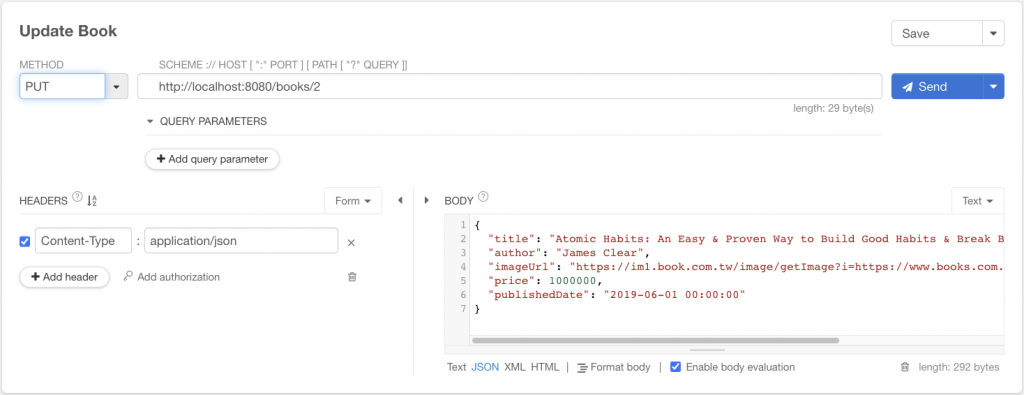 Update Book
Save
METHOD
SCHEME :// HOST [ ":" PORT ] [ PATH [ "?" QUERY ]]
PUT
http://localhost:8080/books/2
Send
length: 29 byte(s)
QUERY PARAMETERS
+ Add query parameter
HEADERS ?
Form
BODY ?
Text
Content-Type : application/json ×
+ Add header
Add authorization
1 {
2 "title": "Atomic Habits: An Easy & Proven Way to Build Good Habits & Break B
3 "author": "James Clear",
4 "imageUrl": "https://im1.book.com.tw/image/getImage?i=https://www.books.com.
5 "price": 1000000,
6 "publishedDate": "2019-06-01 00:00:00"
7 }
Text JSON XML HTML | Format body | Enable body evaluation
length: 292 bytes